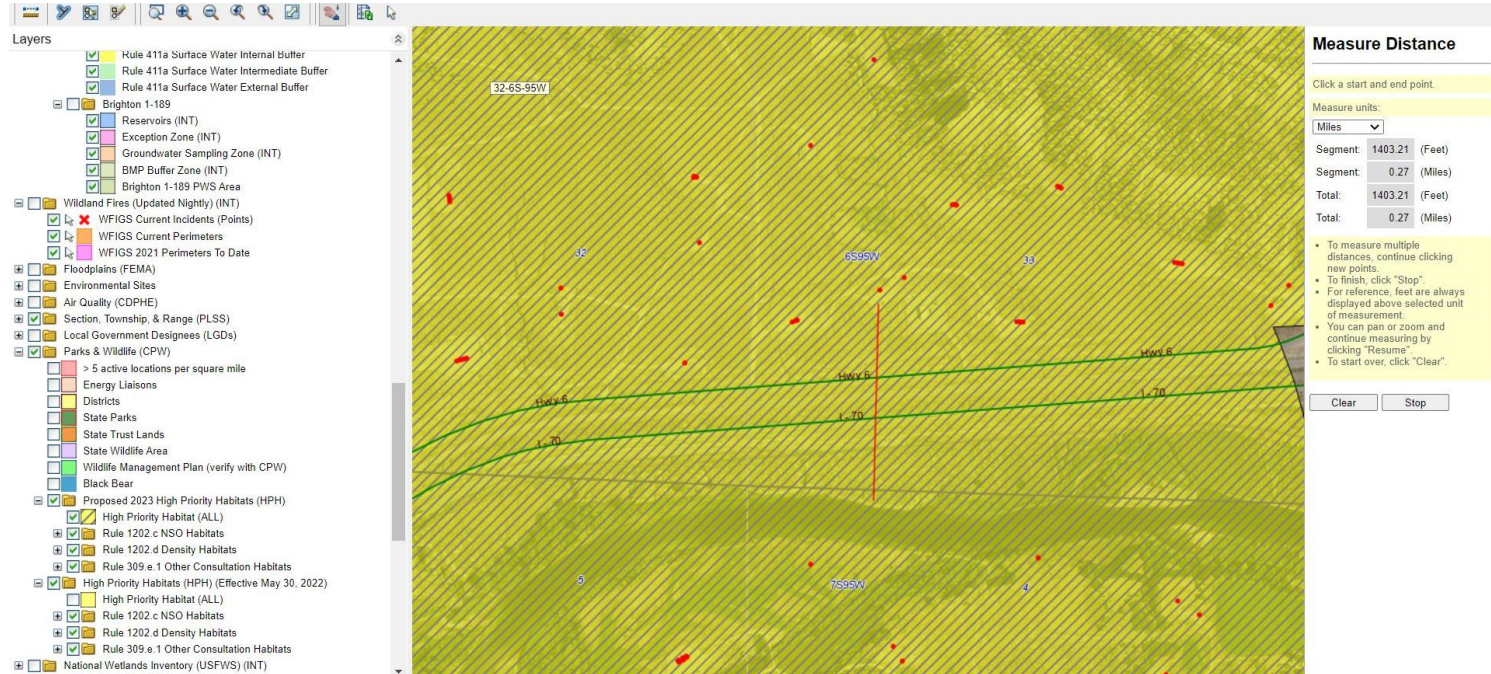 Layers
Rule 411a Surface Water Internal Buffer
Rule 411a Surface Water Intermediate Buffer
Rule 411a Surface Water External Buffer
Brighton 1-189
Reservoirs (INT)
Exception Zone (INT)
Groundwater Sampling Zone (INT)
BMP Buffer Zone (INT)
Brighton 1-189 PWS Area
Wildland Fires (Updated Nightly) (INT)
WFIGS Current Incidents (Points)
WFIGS Current Perimeters
WFIGS 2021 Perimeters To Date
Floodplains (FEMA)
Environmental Sites
Air Quality (CDPHE)
Section, Township, & Range (PLSS)
Local Government Designees (LGDs)
Parks & Wildlife (CPW)
> 5 active locations per square mile
Energy Liaisons
Districts
State Parks
State Trust Lands
State Wildlife Area
Wildlife Management Plan (verify with CPW)
Black Bear
Proposed 2023 High Priority Habitats (HPH)
High Priority Habitat (ALL)
Rule 1202.c NSO Habitats
Rule 1202.d Density Habitats
Rule 309.e.1 Other Consultation Habitats
High Priority Habitats (HPH) (Effective May 30, 2022)
High Priority Habitat (ALL)
Rule 1202.c NSO Habitats
Rule 1202.d Density Habitats
Rule 309.e.1 Other Consultation Habitats
National Wetlands Inventory (USFWS) (INT)
32-6S-95W
32
6S95W
33
Hwy 6
Hwy 6
Hwy 6
I - 70
I - 70
I - 70
5
7S95W
4
Measure Distance
Click a start and end point.
Measure units:
Miles
Segment: 1403.21 (Feet)
Segment: 0.27 (Miles)
Total: 1403.21 (Feet)
Total: 0.27 (Miles)
• To measure multiple
distances, continue clicking
new points.
• To finish, click "Stop".
• For reference, feet are always
displayed above selected unit
of measurement.
• You can pan or zoom and
continue measuring by
clicking "Resume".
• To start over, click "Clear".
Clear Stop